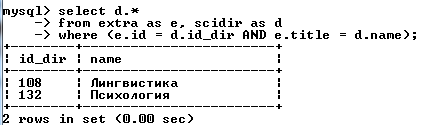 mysql> select d.*
-> from extra as e, scidir as d
-> where (e.id = d.id_dir AND e.title = d.name);
+--------+----------------------+
| id_dir | name                 |
+--------+----------------------+
| 108    | Лингвистика          |
| 132    | Психология           |
+--------+----------------------+
2 rows in set (0.00 sec)